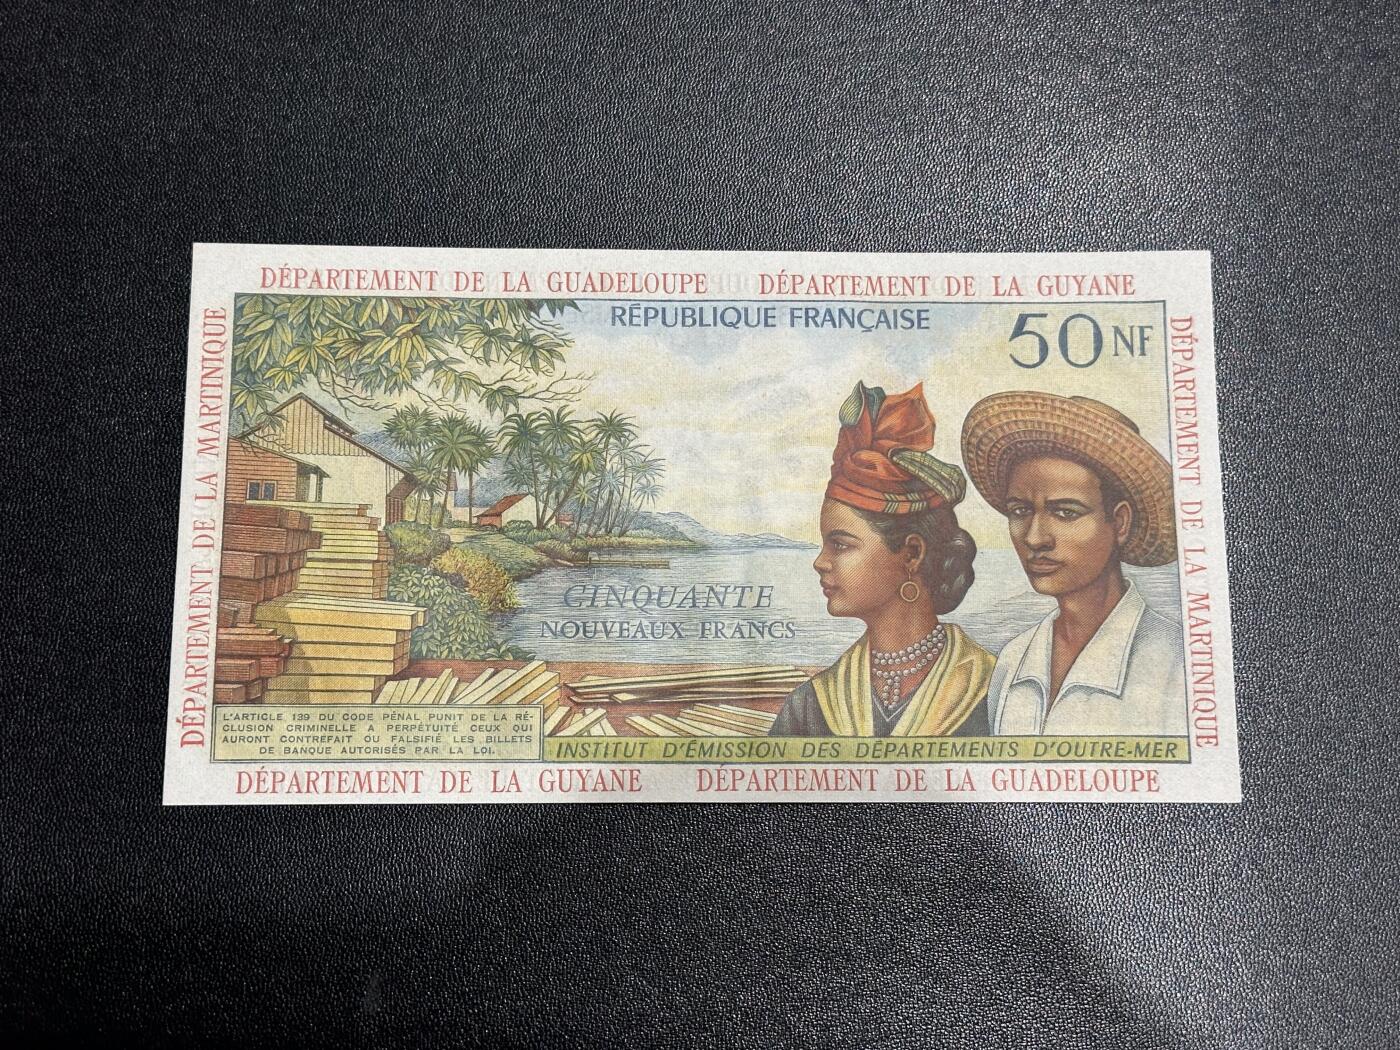 DÉPARTEMENT DE LA GUADELOUPE DÉPARTEMENT DE LA GUYANE
RÉPUBLIQUE FRANÇAISE
50 NF
DÉPARTEMENT DE LA MARTINIQUE
DÉPARTEMENT DE LA MARTINIQUE
CINQUANTE
NOUVEAUX FRANCS
L'ARTICLE 139 DU CODE PÉNAL PUNIT DE LA RÉ-
CLUSION CRIMINELLE A PERPÉTUITÉ CEUX QUI
AURONT CONTREFAIT OU FALSIFIÉ LES BILLETS
DE BANQUE AUTORISÉS PAR LA LOI.
INSTITUT D'ÉMISSION DES DÉPARTEMENTS D'OUTRE-MER
DÉPARTEMENT DE LA GUYANE DÉPARTEMENT DE LA GUADELOUPE